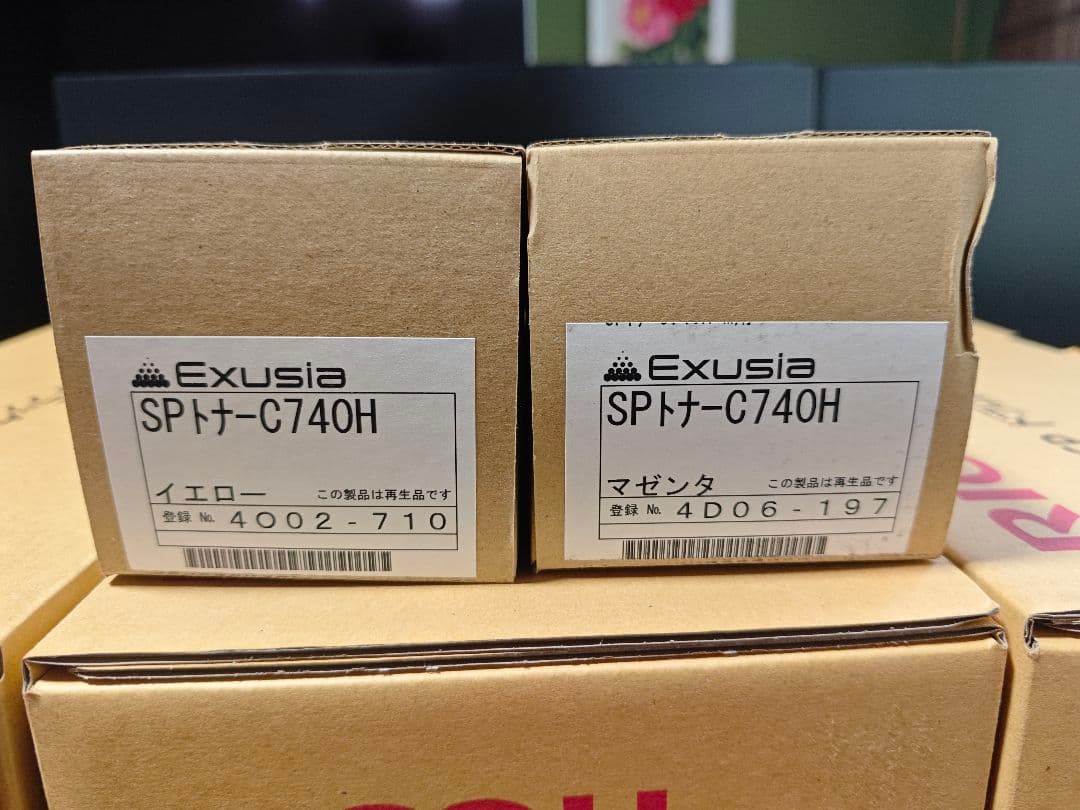 Exusia
SPトナーC740H
イエロー この製品は再生品です
登録 No. 4O02-710
Exusia
SPトナーC740H
マゼンタ この製品は再生品です
登録 No. 4D06-197